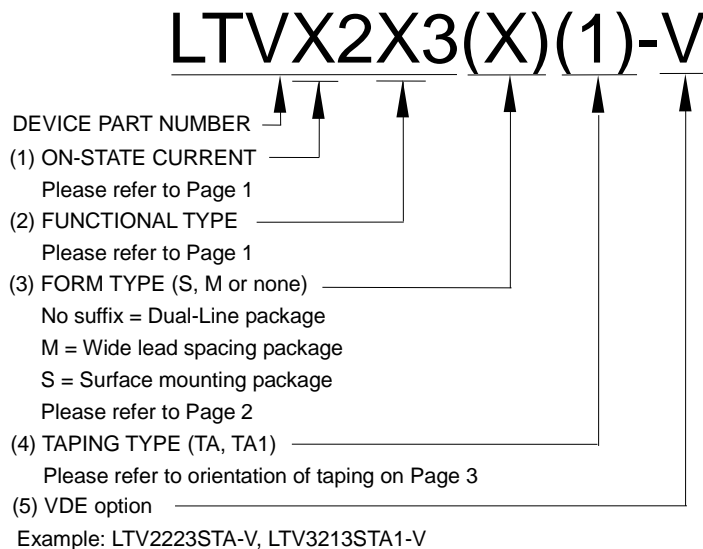 LTVX2X3(X)(1)-V
DEVICE PART NUMBER
(1) ON-STATE CURRENT
Please refer to Page 1
(2) FUNCTIONAL TYPE
Please refer to Page 1
(3) FORM TYPE (S, M or none)
No suffix = Dual-Line package
M = Wide lead spacing package
S = Surface mounting package
Please refer to Page 2
(4) TAPING TYPE (TA, TA1)
Please refer to orientation of taping on Page 3
(5) VDE option
Example: LTV2223STA-V, LTV3213STA1-V